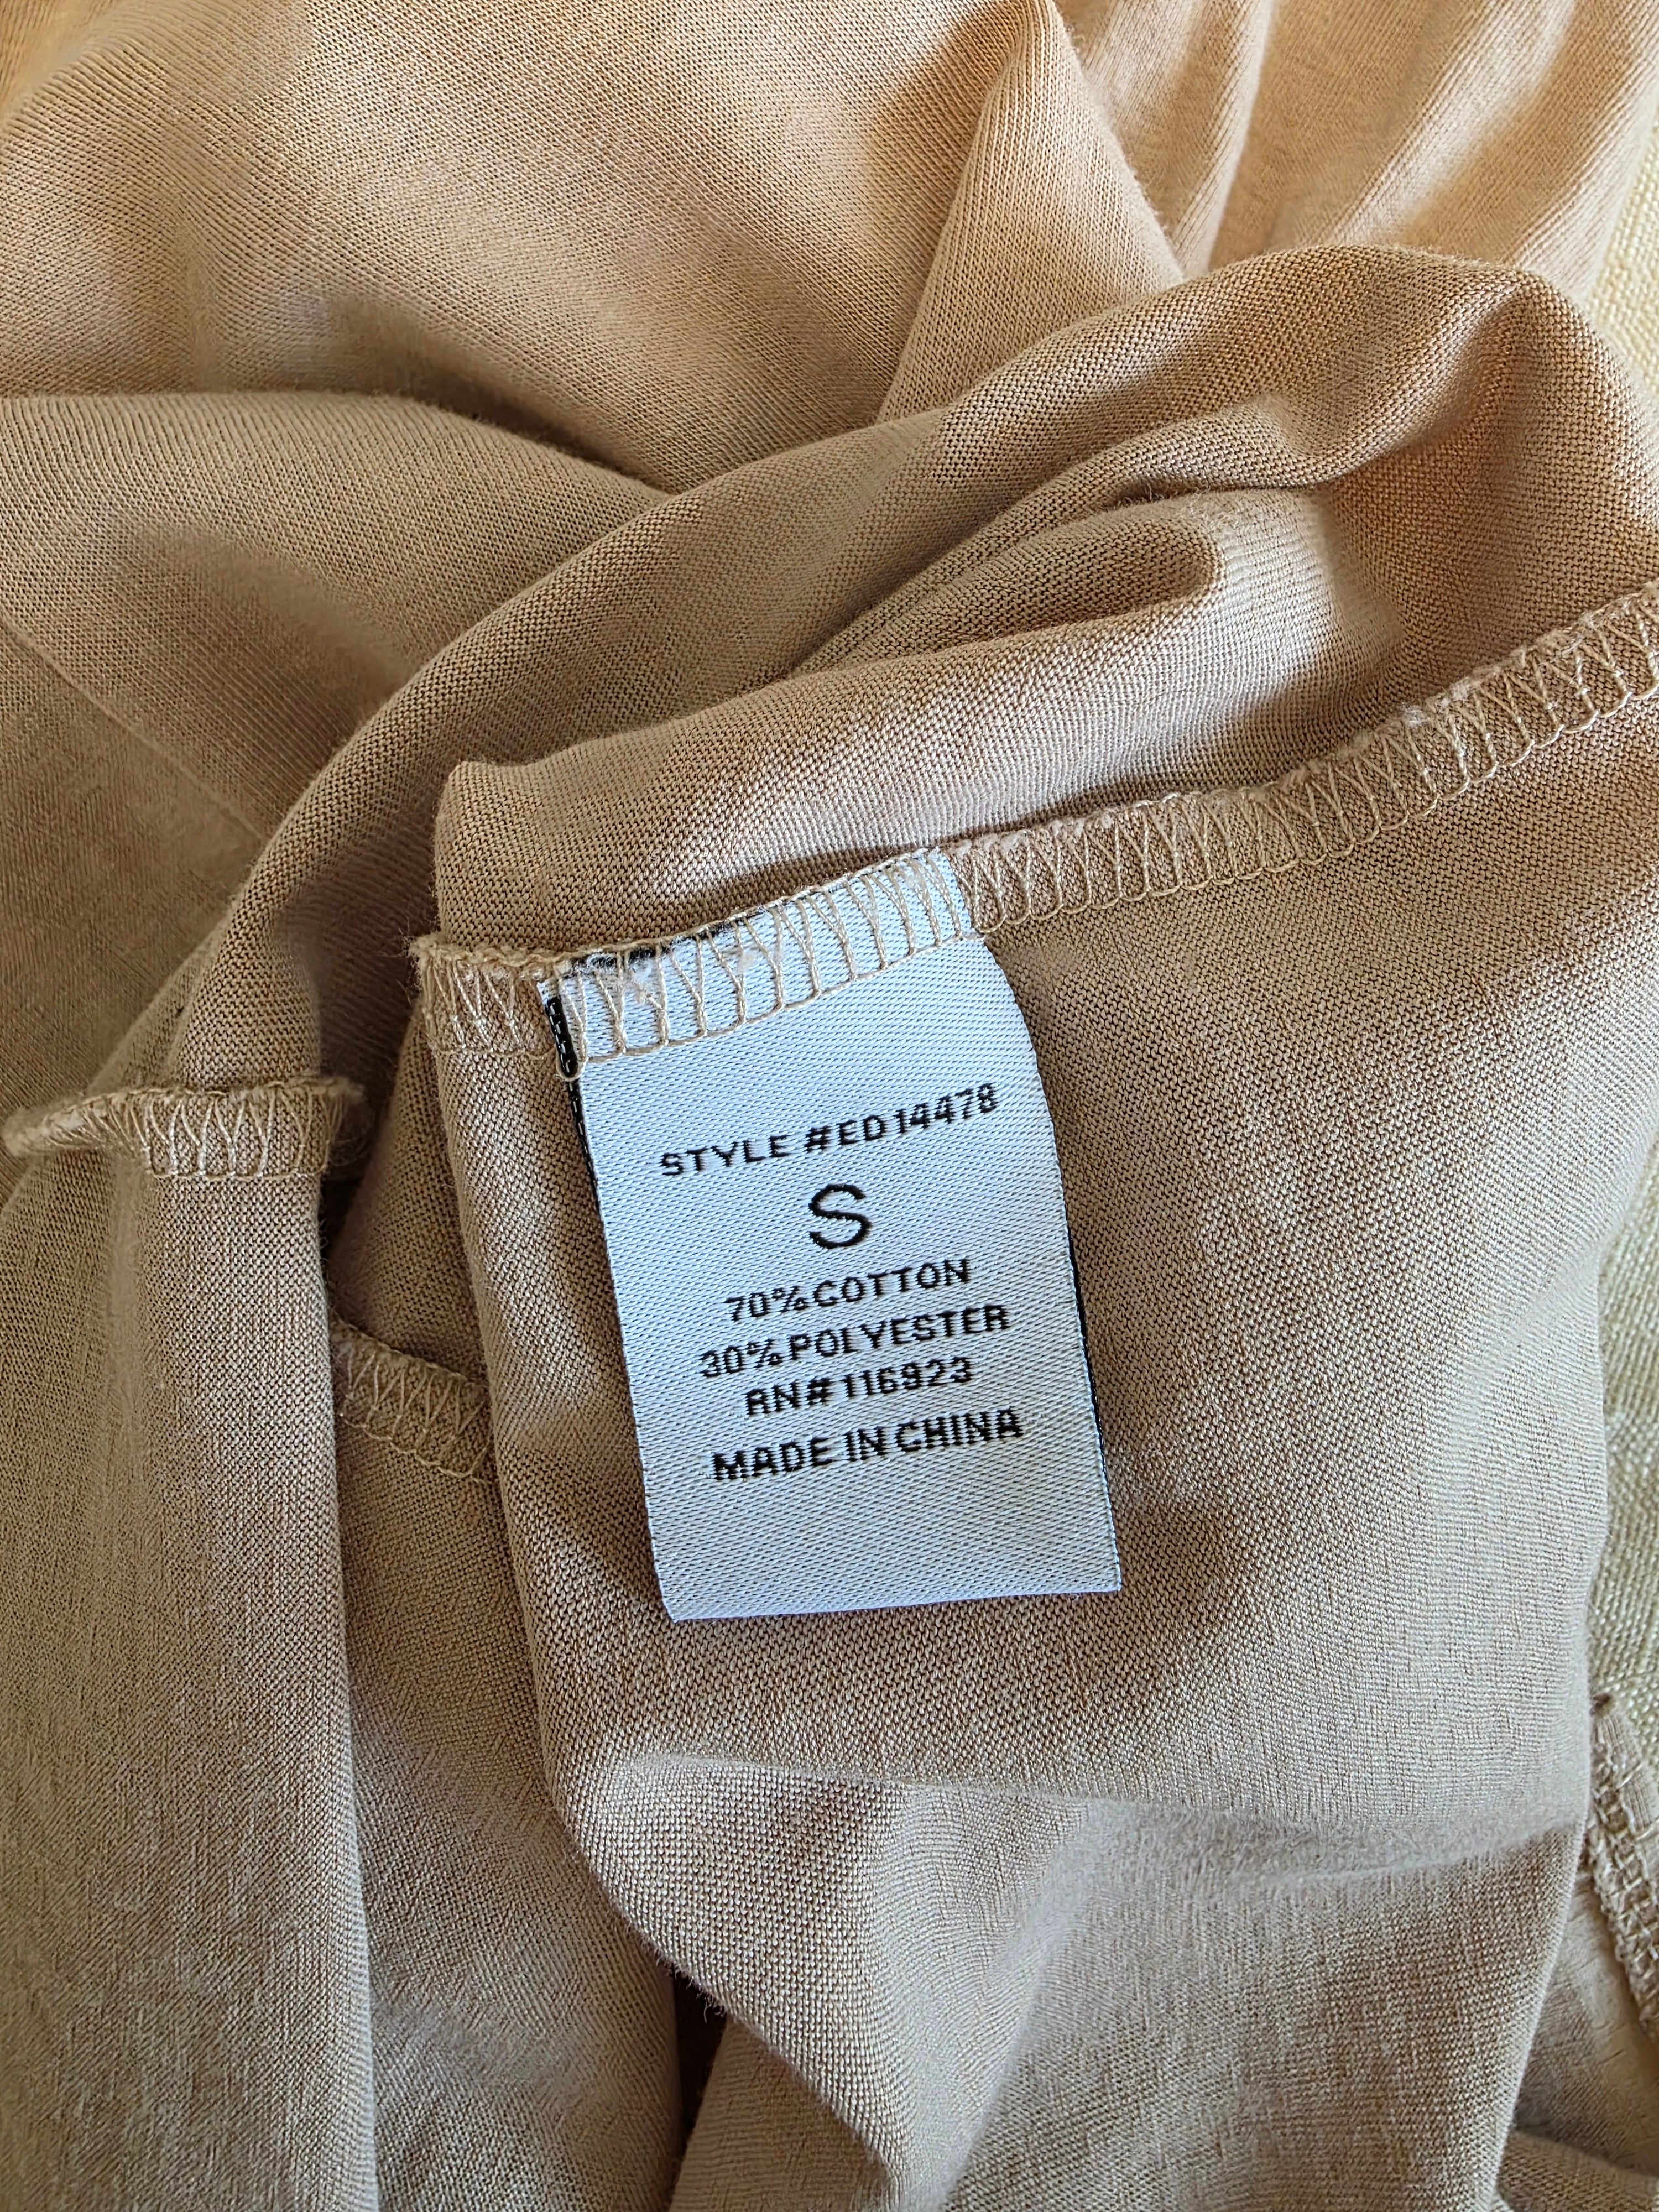 STYLE #ED14478
S
70%COTTON
30%POLYESTER
RN#116923
MADE IN CHINA